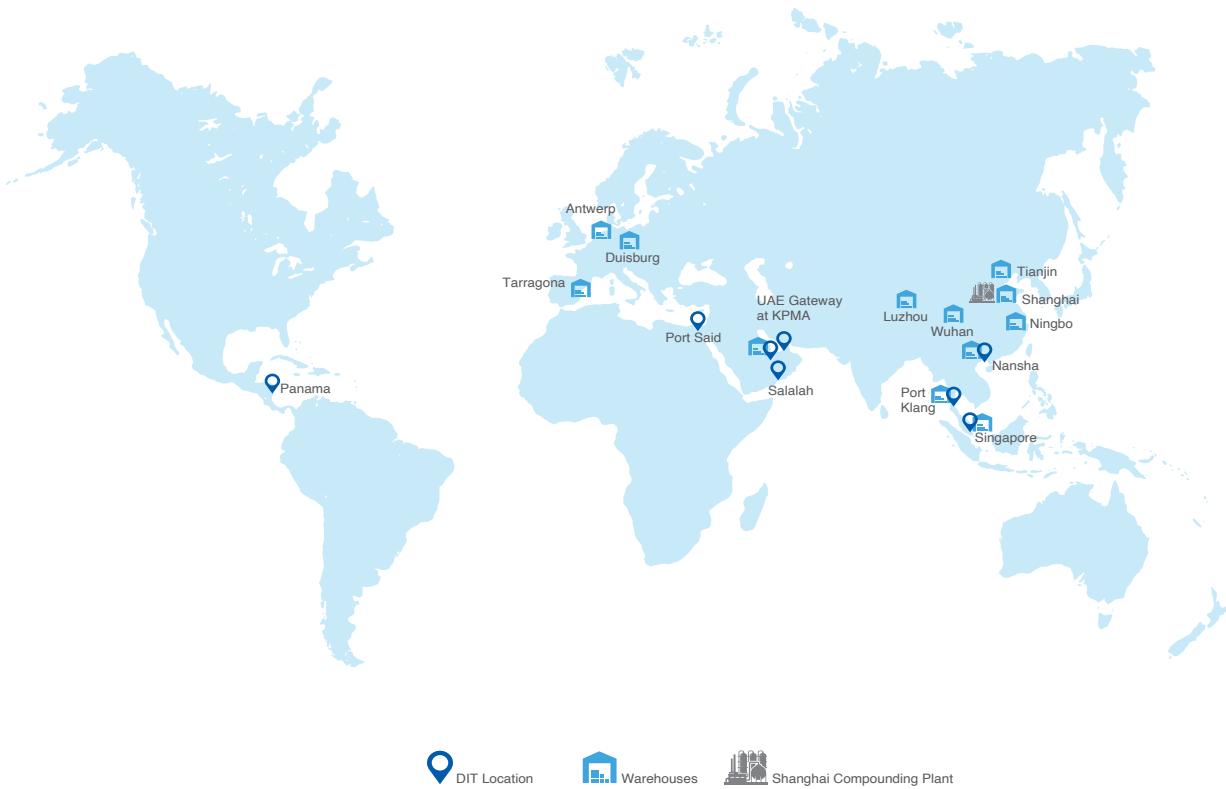 Antwerp
Duisburg
Tarragona
Port Said
UAE Gateway
at KPMA
Salalah
Panama
Tianjin
Shanghai
Luzhou
Wuhan
Ningbo
Nansha
Port
Klang
Singapore
DIT Location
Warehouses
Shanghai Compounding Plant